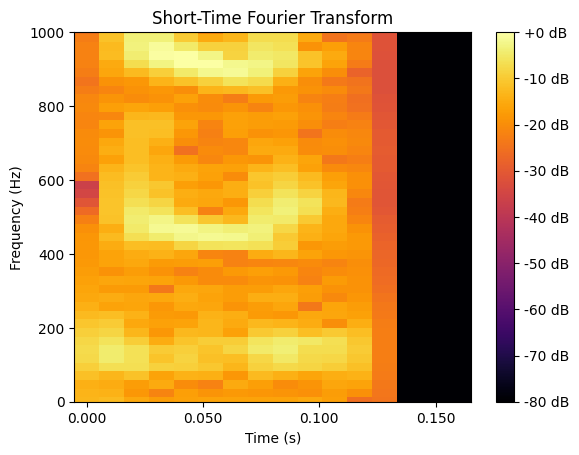 Short-Time Fourier Transform
Frequency (Hz)
1000
800
600
400
200
0
0.000 0.050 0.100 0.150
Time (s)
+0 dB
-10 dB
-20 dB
-30 dB
-40 dB
-50 dB
-60 dB
-70 dB
-80 dB